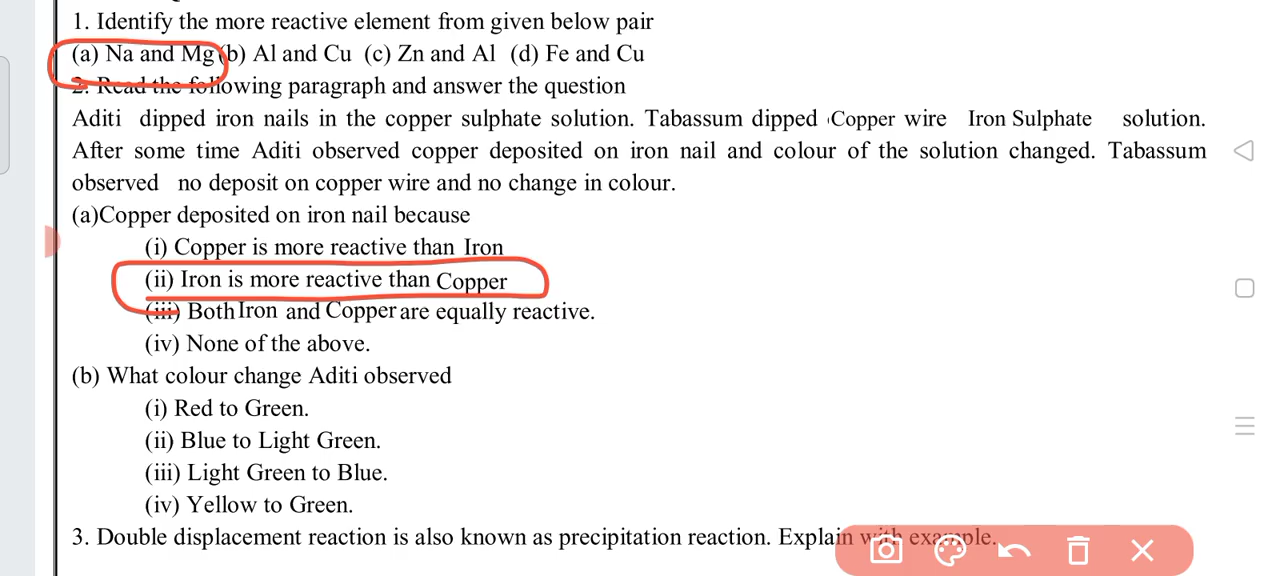 1. Identify the more reactive element from given below pair
(a) Na and Mg (b) Al and Cu (c) Zn and Al (d) Fe and Cu
2. Read the following paragraph and answer the question
Aditi dipped iron nails in the copper sulphate solution. Tabassum dipped Copper wire Iron Sulphate solution.
After some time Aditi observed copper deposited on iron nail and colour of the solution changed. Tabassum
observed no deposit on copper wire and no change in colour.
(a)Copper deposited on iron nail because
(i) Copper is more reactive than Iron
(ii) Iron is more reactive than Copper
(iii) Both Iron and Copper are equally reactive.
(iv) None of the above.
(b) What colour change Aditi observed
(i) Red to Green.
(ii) Blue to Light Green.
(iii) Light Green to Blue.
(iv) Yellow to Green.
3. Double displacement reaction is also known as precipitation reaction. Explain with example.